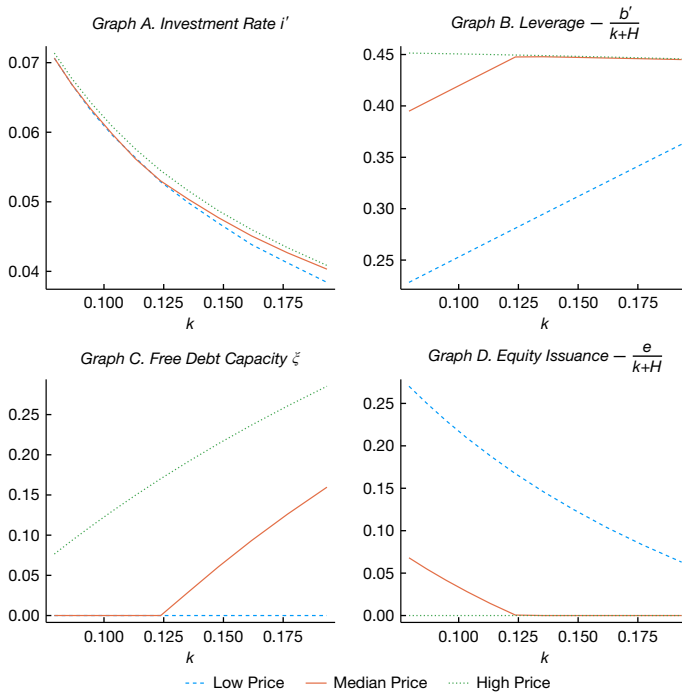 Graph A. Investment Rate i′
0.07
0.06
0.05
0.04
0.100 0.125 0.150 0.175
k
Graph B. Leverage − b′/(k+H)
0.45
0.40
0.35
0.30
0.25
0.100 0.125 0.150 0.175
k
Graph C. Free Debt Capacity ξ
0.25
0.20
0.15
0.10
0.05
0.00
0.100 0.125 0.150 0.175
k
Graph D. Equity Issuance − e/(k+H)
0.25
0.20
0.15
0.10
0.05
0.00
0.100 0.125 0.150 0.175
k
Low Price Median Price High Price